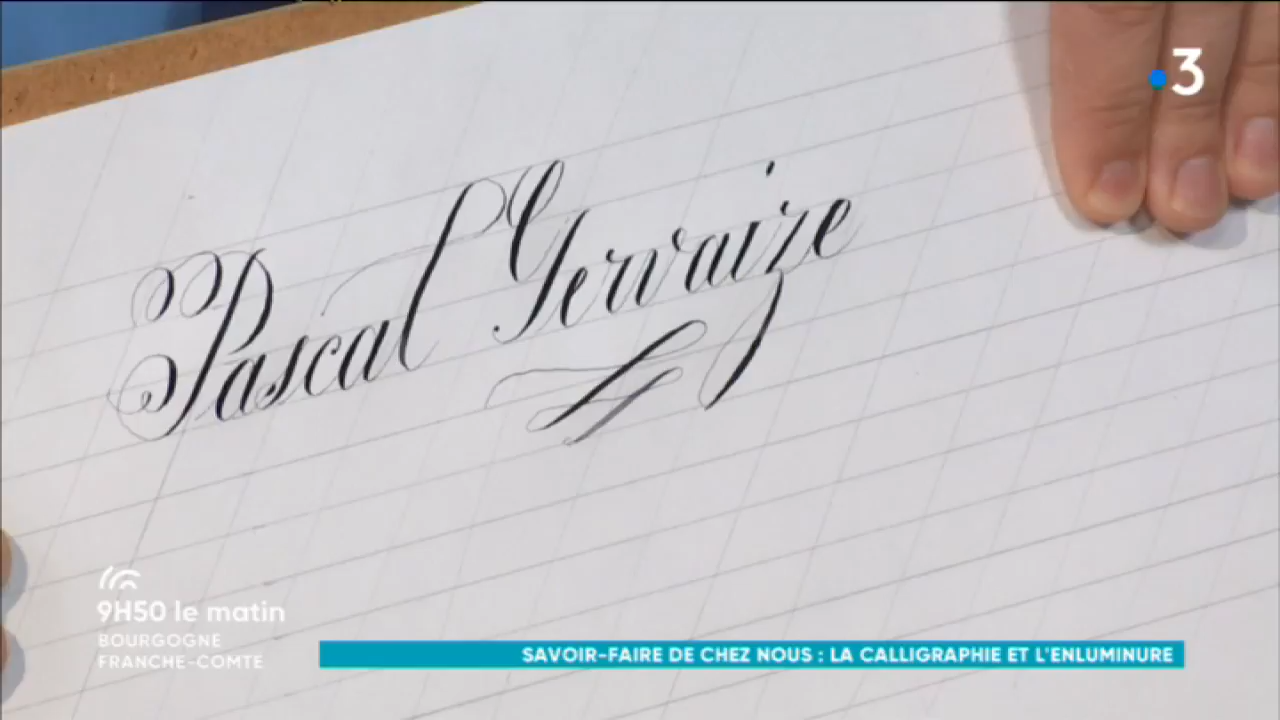 3
Pascal Gervaize
9H50 le matin
BOURGOGNE
FRANCHE-COMTE
SAVOIR-FAIRE DE CHEZ NOUS : LA CALLIGRAPHIE ET L'ENLUMINURE